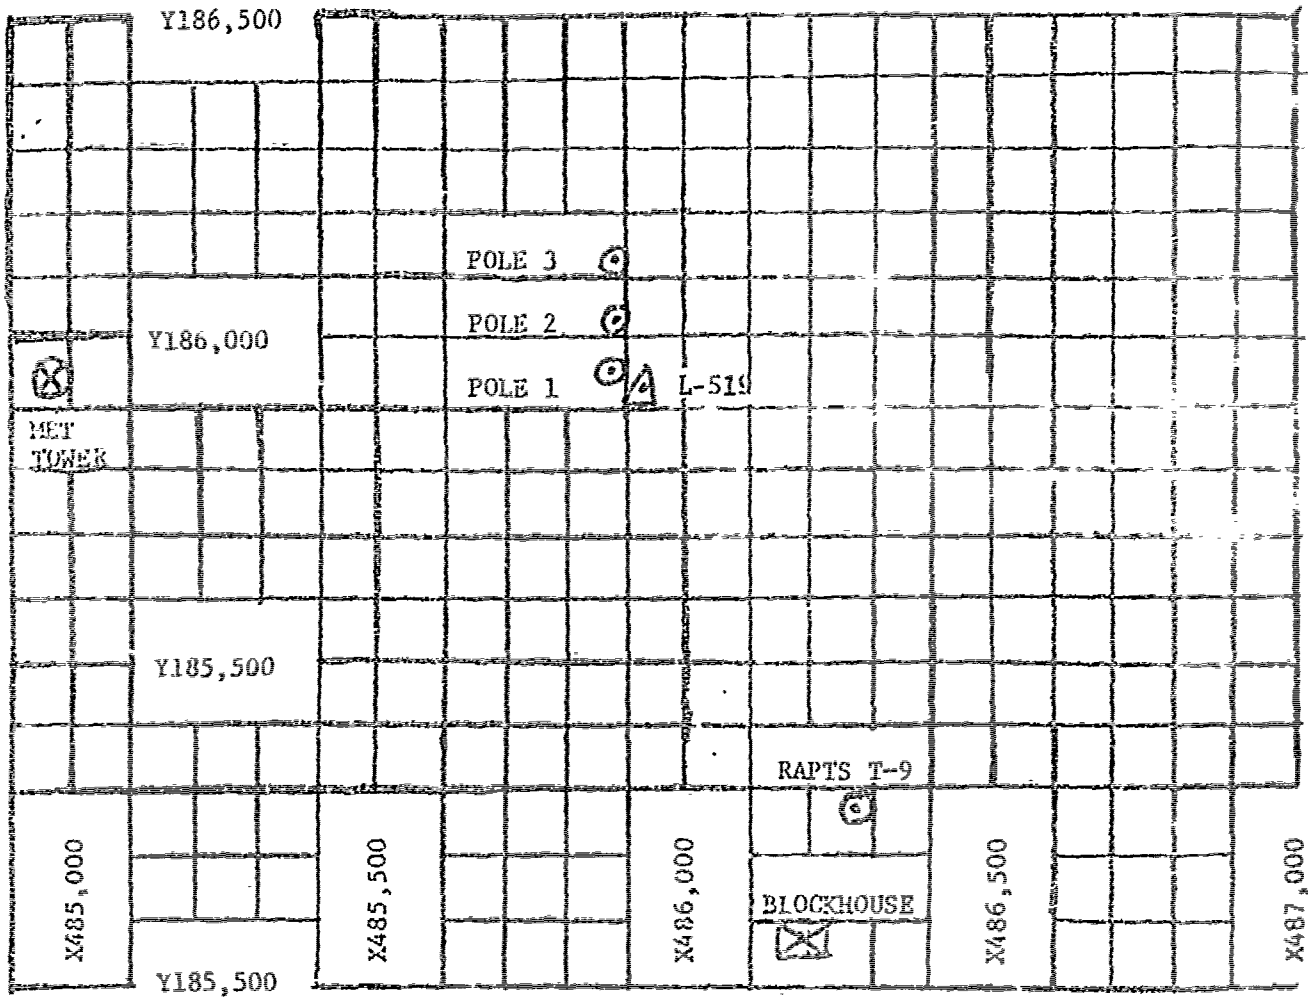 Y186,500
POLE 3
POLE 2
Y186,000
POLE 1
L-519
MET
TOWER
Y185,500
RAPTS T-9
X485,000
X485,500
X486,000
BLOCKHOUSE
X486,500
X487,000
Y185,500